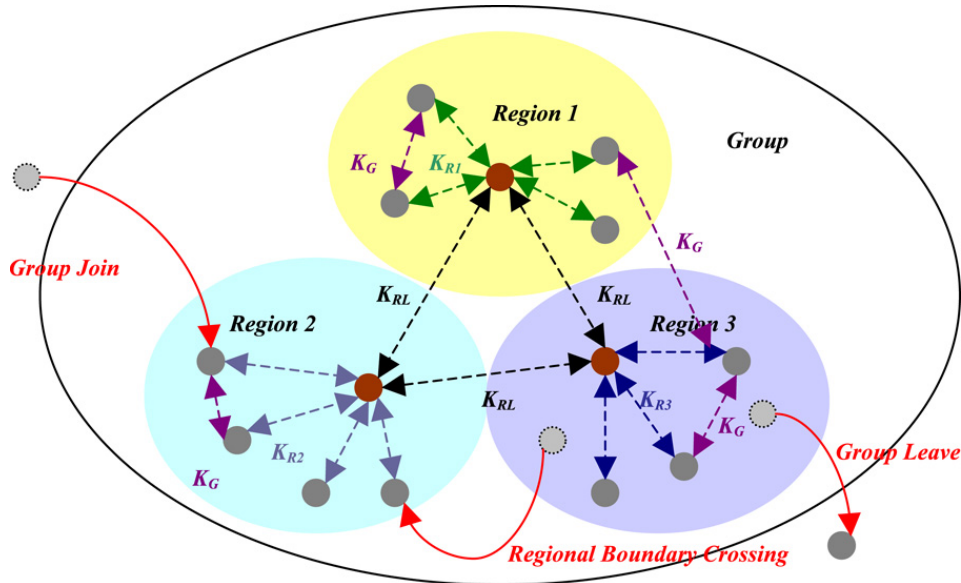 Region 1
Group
K_G
K_R1
K_G
Group Join
K_RL
K_RL
Region 2
Region 3
K_RL
K_R3
K_G
K_R2
K_G
Group Leave
Regional Boundary Crossing